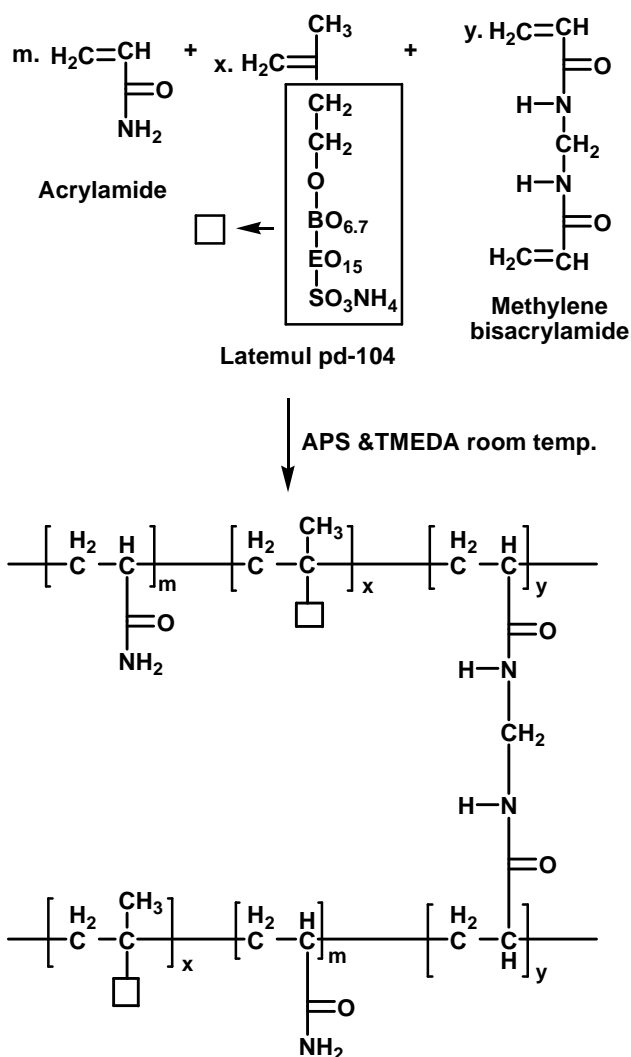 m. H₂C=CH + x. H₂C CH₃ + y. H₂C=CH
O
NH₂
Acrylamide
CH₂
CH₂
O
BO₆.₇
EO₁₅
SO₃NH₄
Latemul pd-104
O
H–N
CH₂
H–N
O
H₂C=CH
Methylene
bisacrylamide
APS &TMEDA room temp.
H₂ C H C m
H₂ C CH₃ C x
H₂ C H C y
O
NH₂
O
H–N
CH₂
H–N
O
H₂ C CH₃ C x
H₂ C H C m
H₂ C C H y
O
NH₂